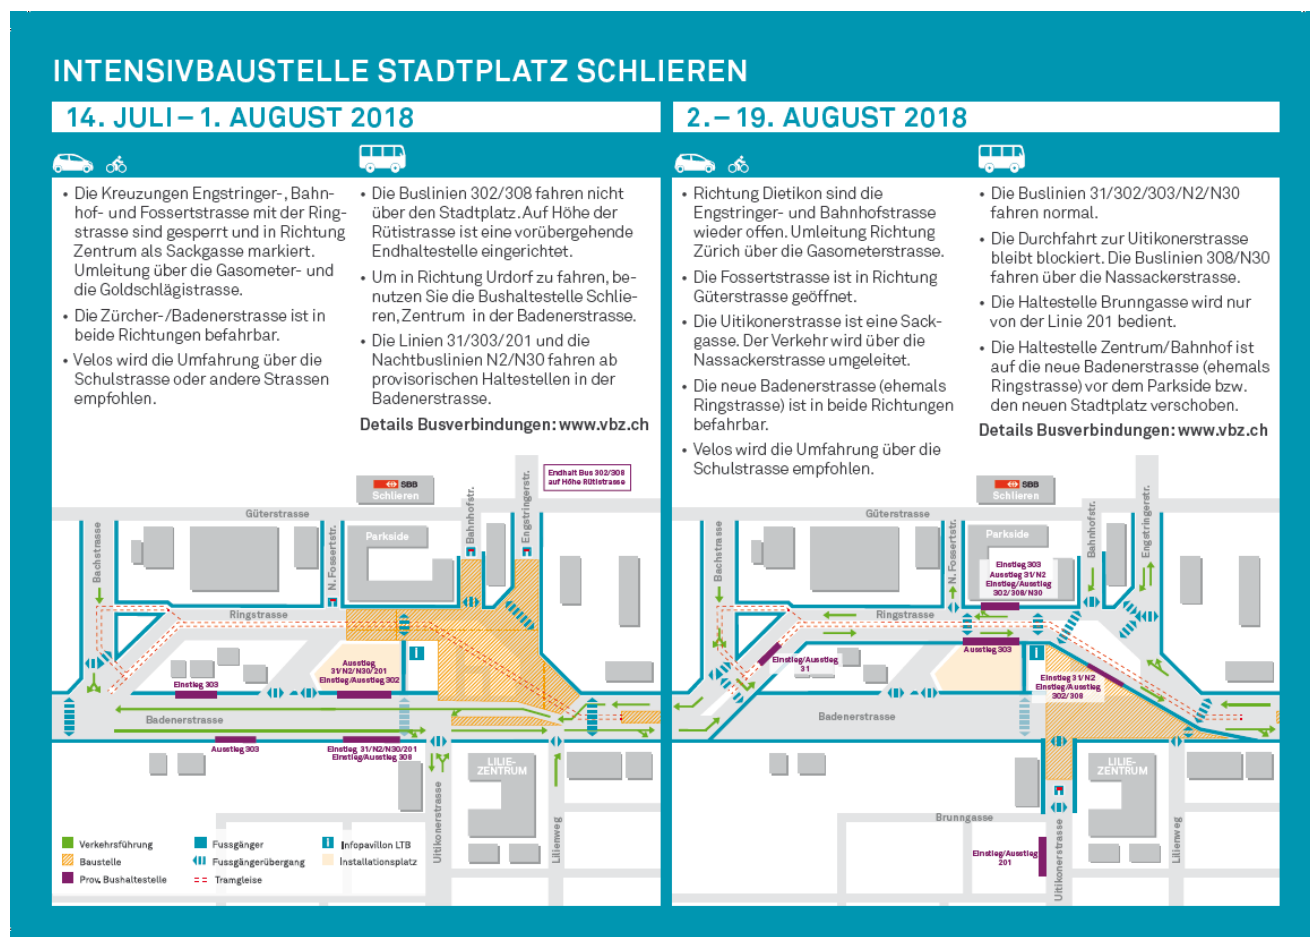 INTENSIVBAUSTELLE STADTPLATZ SCHLIEREN
14. JULI – 1. AUGUST 2018
• Die Kreuzungen Engstringer-, Bahn-
hof- und Fossertstrasse mit der Ring-
strasse sind gesperrt und in Richtung
Zentrum als Sackgasse markiert.
Umleitung über die Gasometer- und
die Goldschlägistrasse.
• Die Zürcher-/Badenerstrasse ist in
beide Richtungen befahrbar.
• Velos wird die Umfahrung über die
Schulstrasse oder andere Strassen
empfohlen.
• Die Buslinien 302/308 fahren nicht
über den Stadtplatz. Auf Höhe der
Rütistrasse ist eine vorübergehende
Endhaltestelle eingerichtet.
• Um in Richtung Urdorf zu fahren, be-
nutzen Sie die Bushaltestelle Schlie-
ren, Zentrum in der Badenerstrasse.
• Die Linien 31/303/201 und die
Nachtbuslinien N2/N30 fahren ab
provisorischen Haltestellen in der
Badenerstrasse.
Details Busverbindungen: www.vbz.ch
Endhalt Bus 302/308
auf Höhe Rütistrasse
SBB
Schlieren
Güterstrasse
Bachstrasse
N. Fossertstr.
Parkside
Bahnhofstr.
Engstringerstr.
Ringstrasse
Ausstieg
31/N2/N30/201
Einstieg/Ausstieg 302
i
Einstieg 303
Badenerstrasse
Ausstieg 303
Einstieg 31/N2/N30/201
Einstieg/Ausstieg 308
LILIE-
ZENTRUM
Uitikonerstrasse
Lilienweg
Verkehrsführung
Baustelle
Prov. Bushaltestelle
Fussgänger
Fussgängerübergang
Tramgleise
i Infopavillon LTB
Installationsplatz
2. – 19. AUGUST 2018
• Richtung Dietikon sind die
Engstringer- und Bahnhofstrasse
wieder offen. Umleitung Richtung
Zürich über die Gasometerstrasse.
• Die Fossertstrasse ist in Richtung
Güterstrasse geöffnet.
• Die Uitikonerstrasse ist eine Sack-
gasse. Der Verkehr wird über die
Nassackerstrasse umgeleitet.
• Die neue Badenerstrasse (ehemals
Ringstrasse) ist in beide Richtungen
befahrbar.
• Velos wird die Umfahrung über die
Schulstrasse empfohlen.
• Die Buslinien 31/302/303/N2/N30
fahren normal.
• Die Durchfahrt zur Uitikonerstrasse
bleibt blockiert. Die Buslinien 308/N30
fahren über die Nassackerstrasse.
• Die Haltestelle Brunngasse wird nur
von der Linie 201 bedient.
• Die Haltestelle Zentrum/Bahnhof ist
auf die neue Badenerstrasse (ehemals
Ringstrasse) vor dem Parkside bzw.
den neuen Stadtplatz verschoben.
Details Busverbindungen: www.vbz.ch
SBB
Schlieren
Güterstrasse
Bachstrasse
N. Fossertstr.
Parkside
Bahnhofstr.
Engstringerstr.
Einstieg 303
Ausstieg 31/N2
Einstieg/Ausstieg
302/308/N30
Ringstrasse
Ausstieg 303
i
Einstieg/Ausstieg
31
Einstieg 31/N2
Einstieg/Ausstieg
302/308
Badenerstrasse
LILIE-
ZENTRUM
Brunngasse
Einstieg/Ausstieg
201
Uitikonerstrasse
Lilienweg